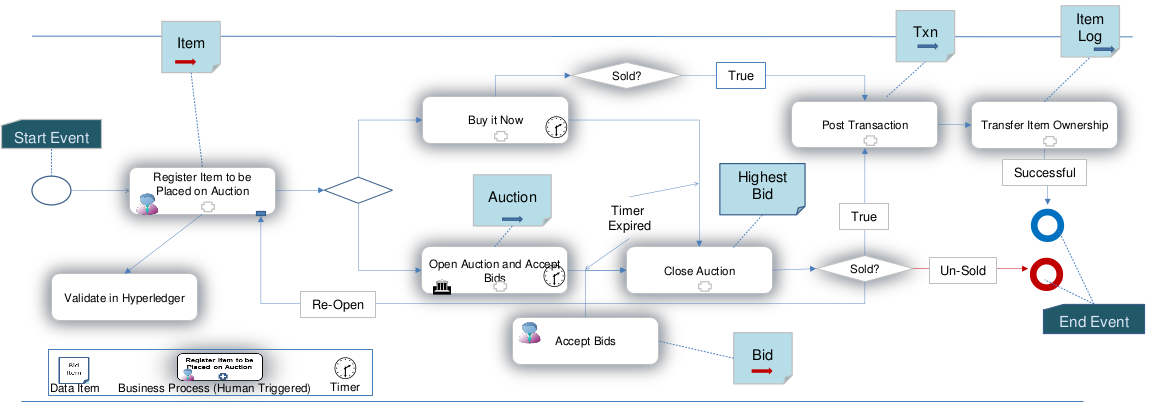 Item
Txn
Item
Log
Sold?
True
Start Event
Buy it Now
Post Transaction
Transfer Item Ownership
Register Item to be
Placed on Auction
Successful
Highest
Bid
Auction
Timer
Expired
True
Open Auction and Accept
Bids
Close Auction
Sold?
Un-Sold
Validate in Hyperledger
Re-Open
End Event
Accept Bids
Bid
Bid
Item
Register Item to be
Placed on Auction
Data Item
Business Process (Human Triggered)
Timer